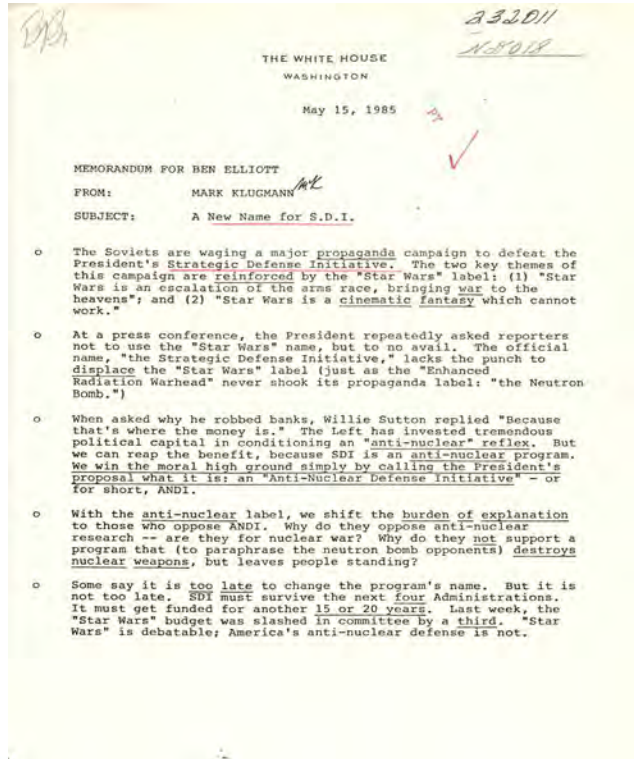 232011
ND018
THE WHITE HOUSE
WASHINGTON
May 15, 1985
MEMORANDUM FOR BEN ELLIOTT
FROM: MARK KLUGMANN MK
SUBJECT: A New Name for S.D.I.
o The Soviets are waging a major propaganda campaign to defeat the
President's Strategic Defense Initiative. The two key themes of
this campaign are reinforced by the "Star Wars" label: (1) "Star
Wars is an escalation of the arms race, bringing war to the
heavens"; and (2) "Star Wars is a cinematic fantasy which cannot
work."
o At a press conference, the President repeatedly asked reporters
not to use the "Star Wars" name, but to no avail. The official
name, "the Strategic Defense Initiative," lacks the punch to
displace the "Star Wars" label (just as the "Enhanced
Radiation Warhead" never shook its propaganda label: "the Neutron
Bomb.")
o When asked why he robbed banks, Willie Sutton replied "Because
that's where the money is." The Left has invested tremendous
political capital in conditioning an "anti-nuclear" reflex. But
we can reap the benefit, because SDI is an anti-nuclear program.
We win the moral high ground simply by calling the President's
proposal what it is: an "Anti-Nuclear Defense Initiative" - or
for short, ANDI.
o With the anti-nuclear label, we shift the burden of explanation
to those who oppose ANDI. Why do they oppose anti-nuclear
research -- are they for nuclear war? Why do they not support a
program that (to paraphrase the neutron bomb opponents) destroys
nuclear weapons, but leaves people standing?
o Some say it is too late to change the program's name. But it is
not too late. SDI must survive the next four Administrations.
It must get funded for another 15 or 20 years. Last week, the
"Star Wars" budget was slashed in committee by a third. "Star
Wars" is debatable; America's anti-nuclear defense is not.